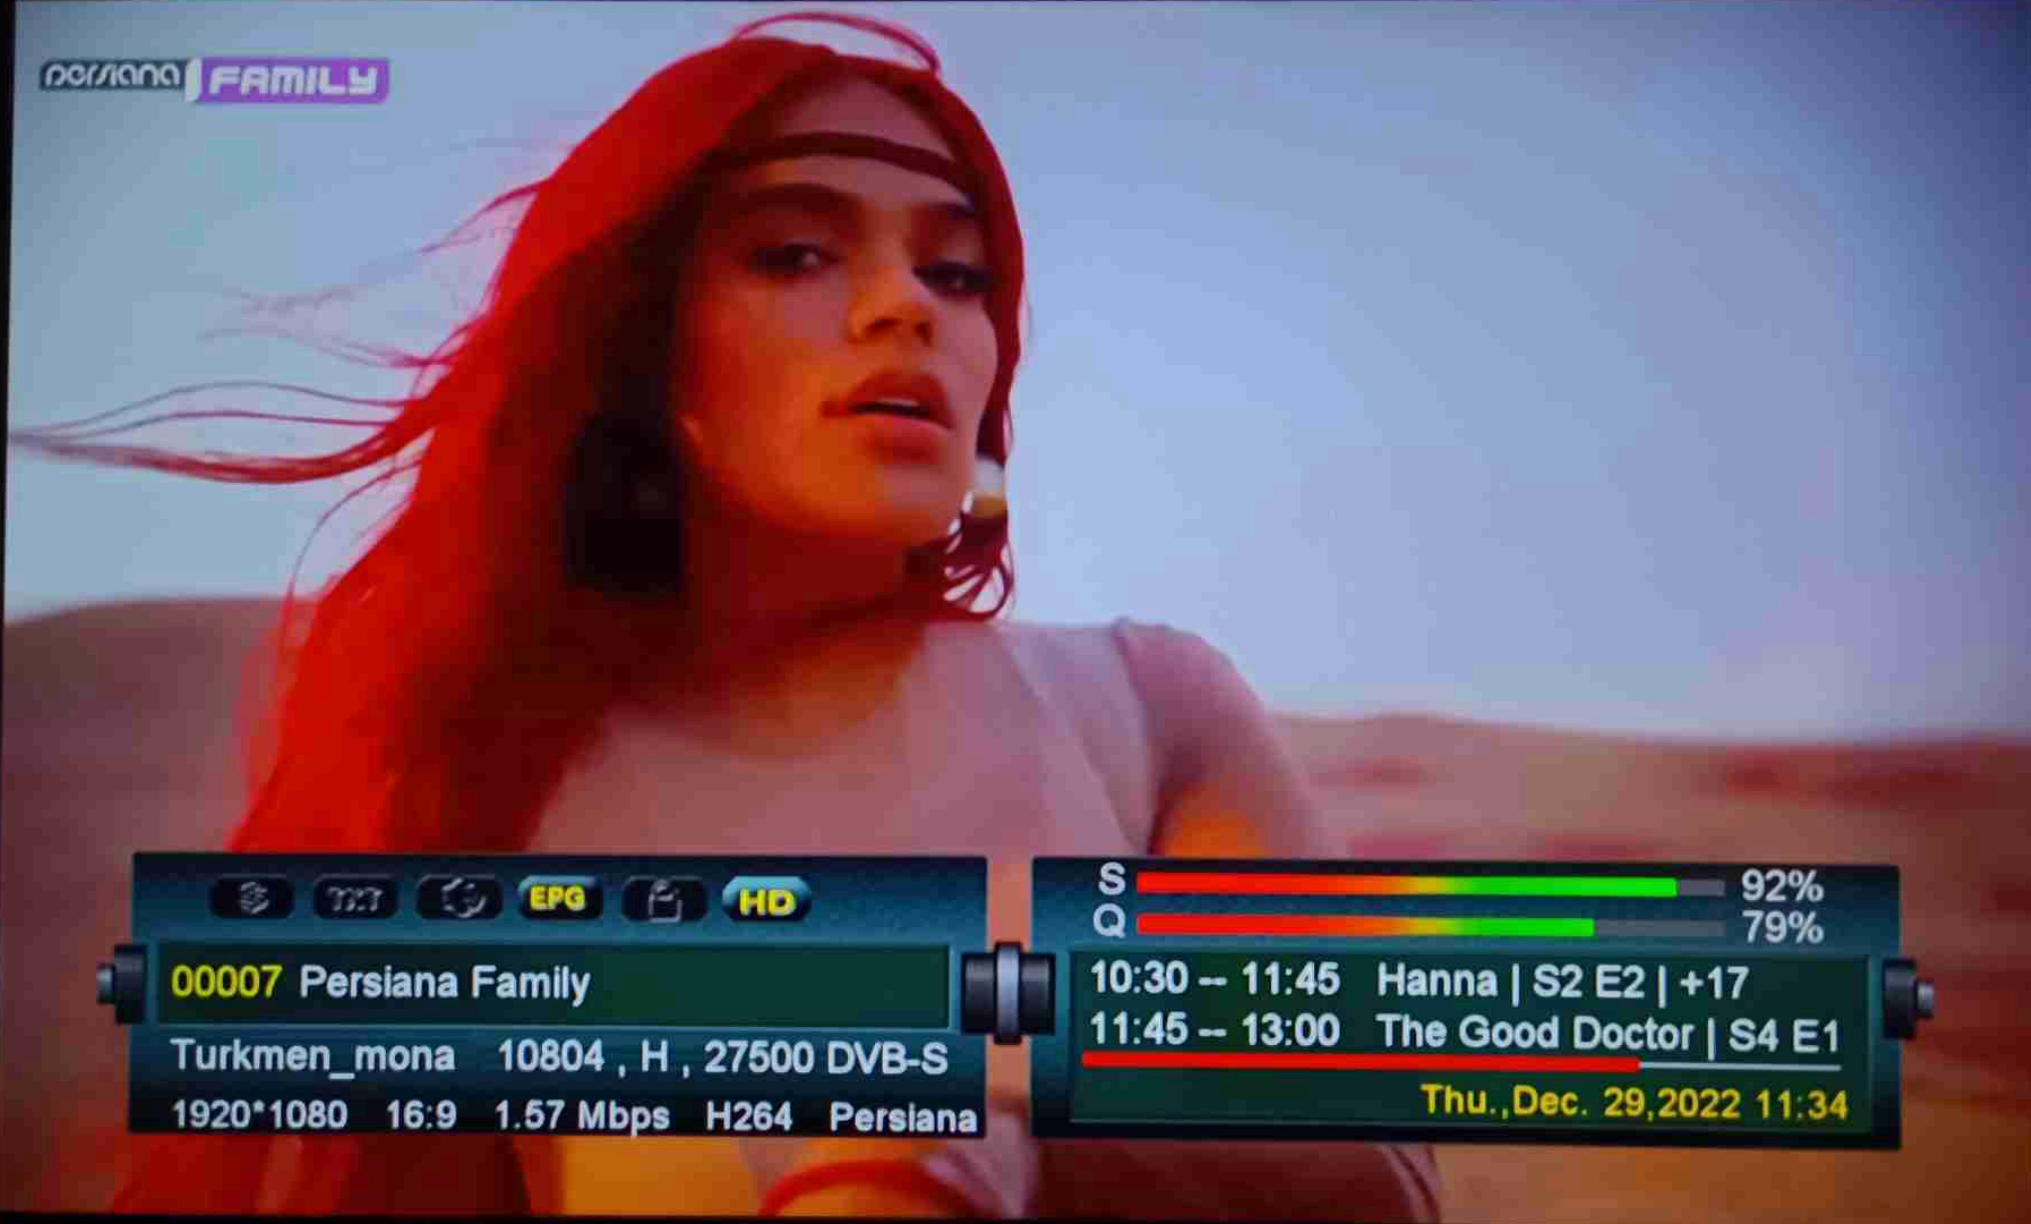 persiana FAMILY
TXT EPG HD
00007 Persiana Family
Turkmen_mona 10804 , H , 27500 DVB-S
1920*1080 16:9 1.57 Mbps H264 Persiana
S 92%
Q 79%
10:30 -- 11:45 Hanna | S2 E2 | +17
11:45 -- 13:00 The Good Doctor | S4 E1
Thu.,Dec. 29,2022 11:34